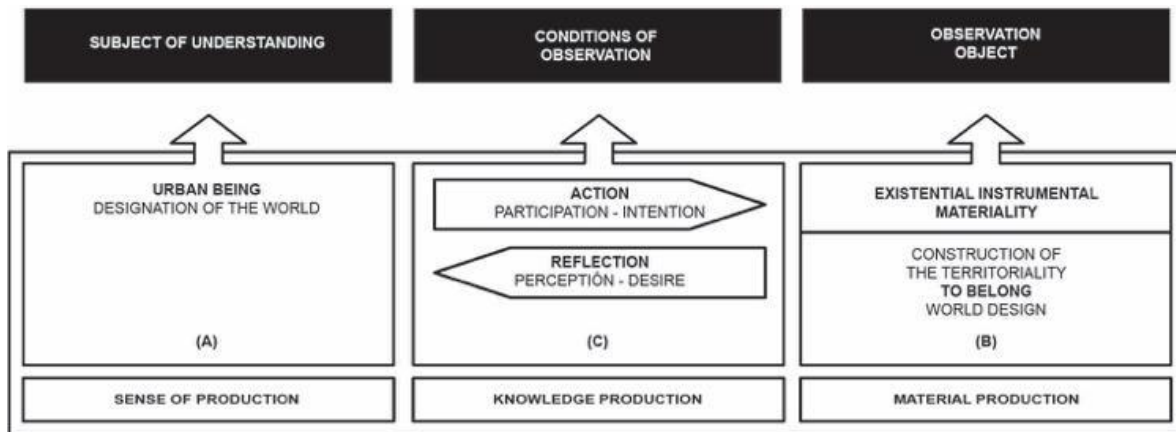 SUBJECT OF UNDERSTANDING
CONDITIONS OF
OBSERVATION
OBSERVATION
OBJECT
URBAN BEING
DESIGNATION OF THE WORLD
(A)
ACTION
PARTICIPATION - INTENTION
REFLECTION
PERCEPTIÓN - DESIRE
(C)
EXISTENTIAL INSTRUMENTAL
MATERIALITY
CONSTRUCTION OF
THE TERRITORIALITY
TO BELONG
WORLD DESIGN
(B)
SENSE OF PRODUCTION
KNOWLEDGE PRODUCTION
MATERIAL PRODUCTION